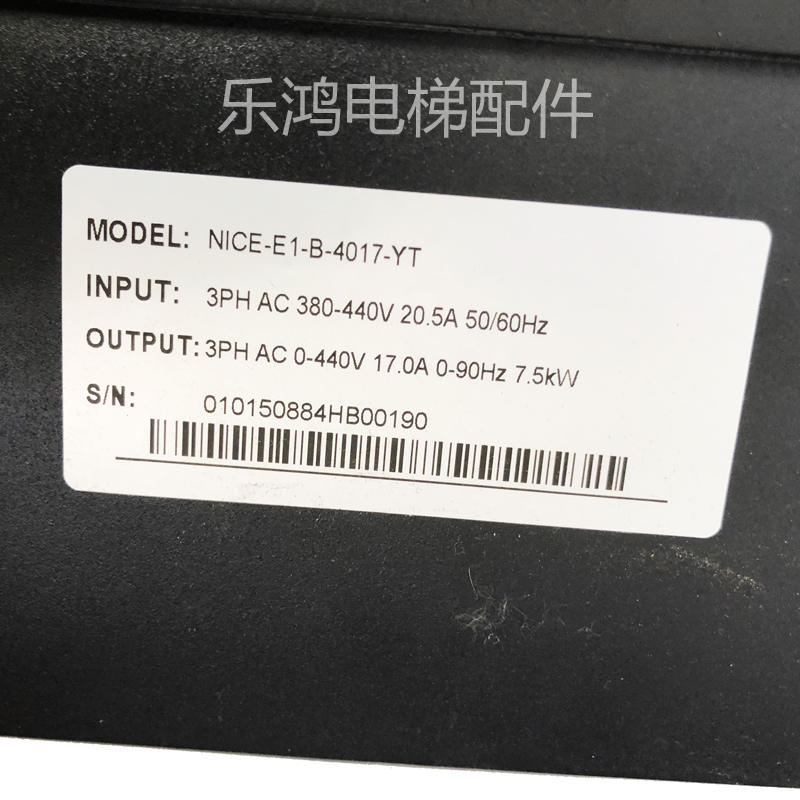 乐鸿电梯配件
MODEL: NICE-E1-B-4017-YT
INPUT: 3PH AC 380-440V 20.5A 50/60Hz
OUTPUT: 3PH AC 0-440V 17.0A 0-90Hz 7.5kW
S/N: 010150884HB00190